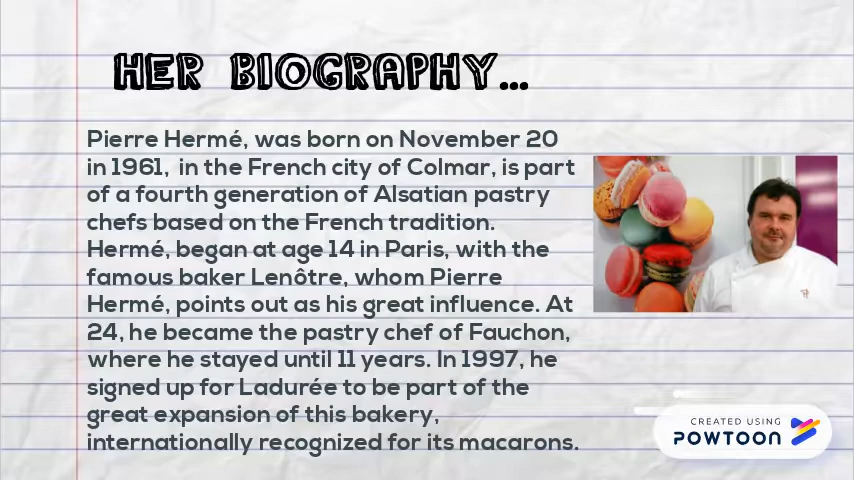 HER BIOGRAPHY...
Pierre Hermé, was born on November 20
in 1961, in the French city of Colmar, is part
of a fourth generation of Alsatian pastry
chefs based on the French tradition.
Hermé, began at age 14 in Paris, with the
famous baker Lenôtre, whom Pierre
Hermé, points out as his great influence. At
24, he became the pastry chef of Fauchon,
where he stayed until 11 years. In 1997, he
signed up for Ladurée to be part of the
great expansion of this bakery,
internationally recognized for its macarons.
CREATED USING
POWTOON